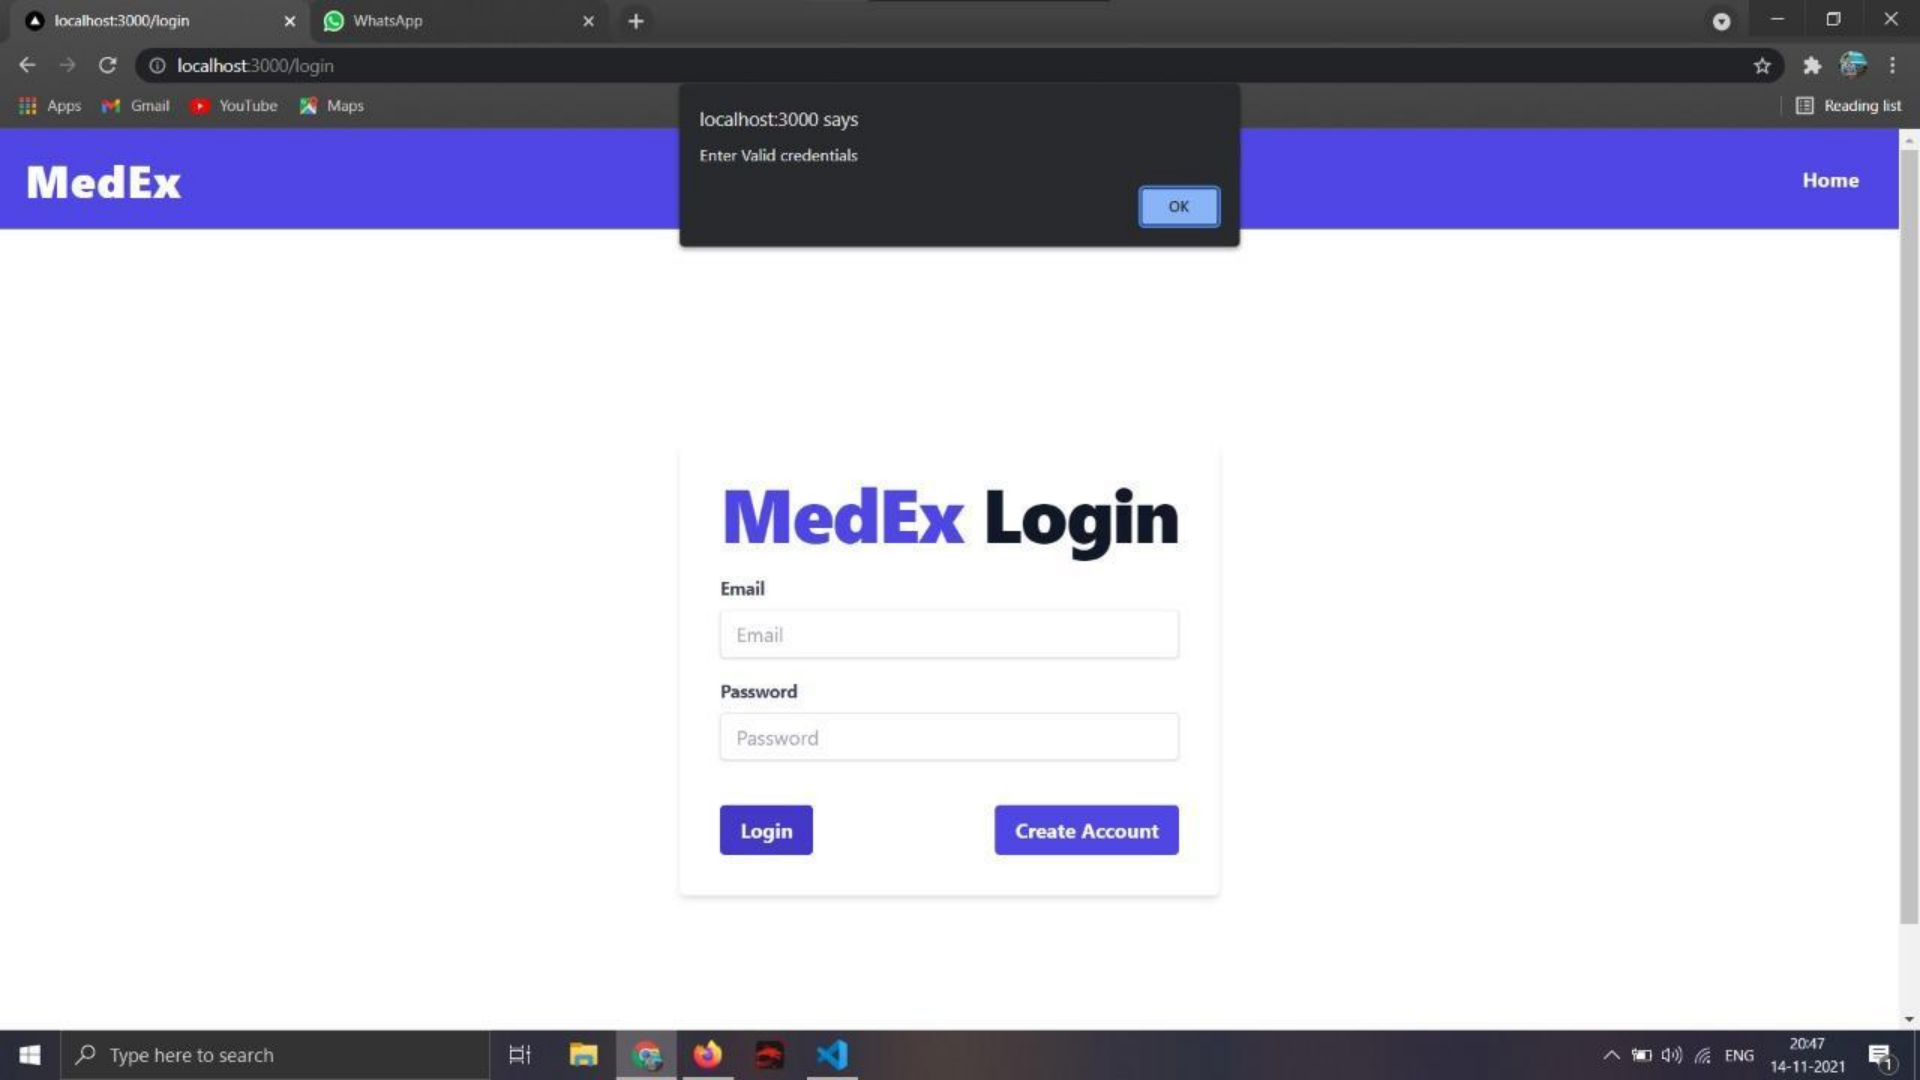 localhost:3000/login
WhatsApp
localhost:3000/login
Apps
Gmail
YouTube
Maps
Reading list
localhost:3000 says
Enter Valid credentials
OK
MedEx
Home
MedEx Login
Email
Email
Password
Password
Login
Create Account
Type here to search
ENG
20:47
14-11-2021
1